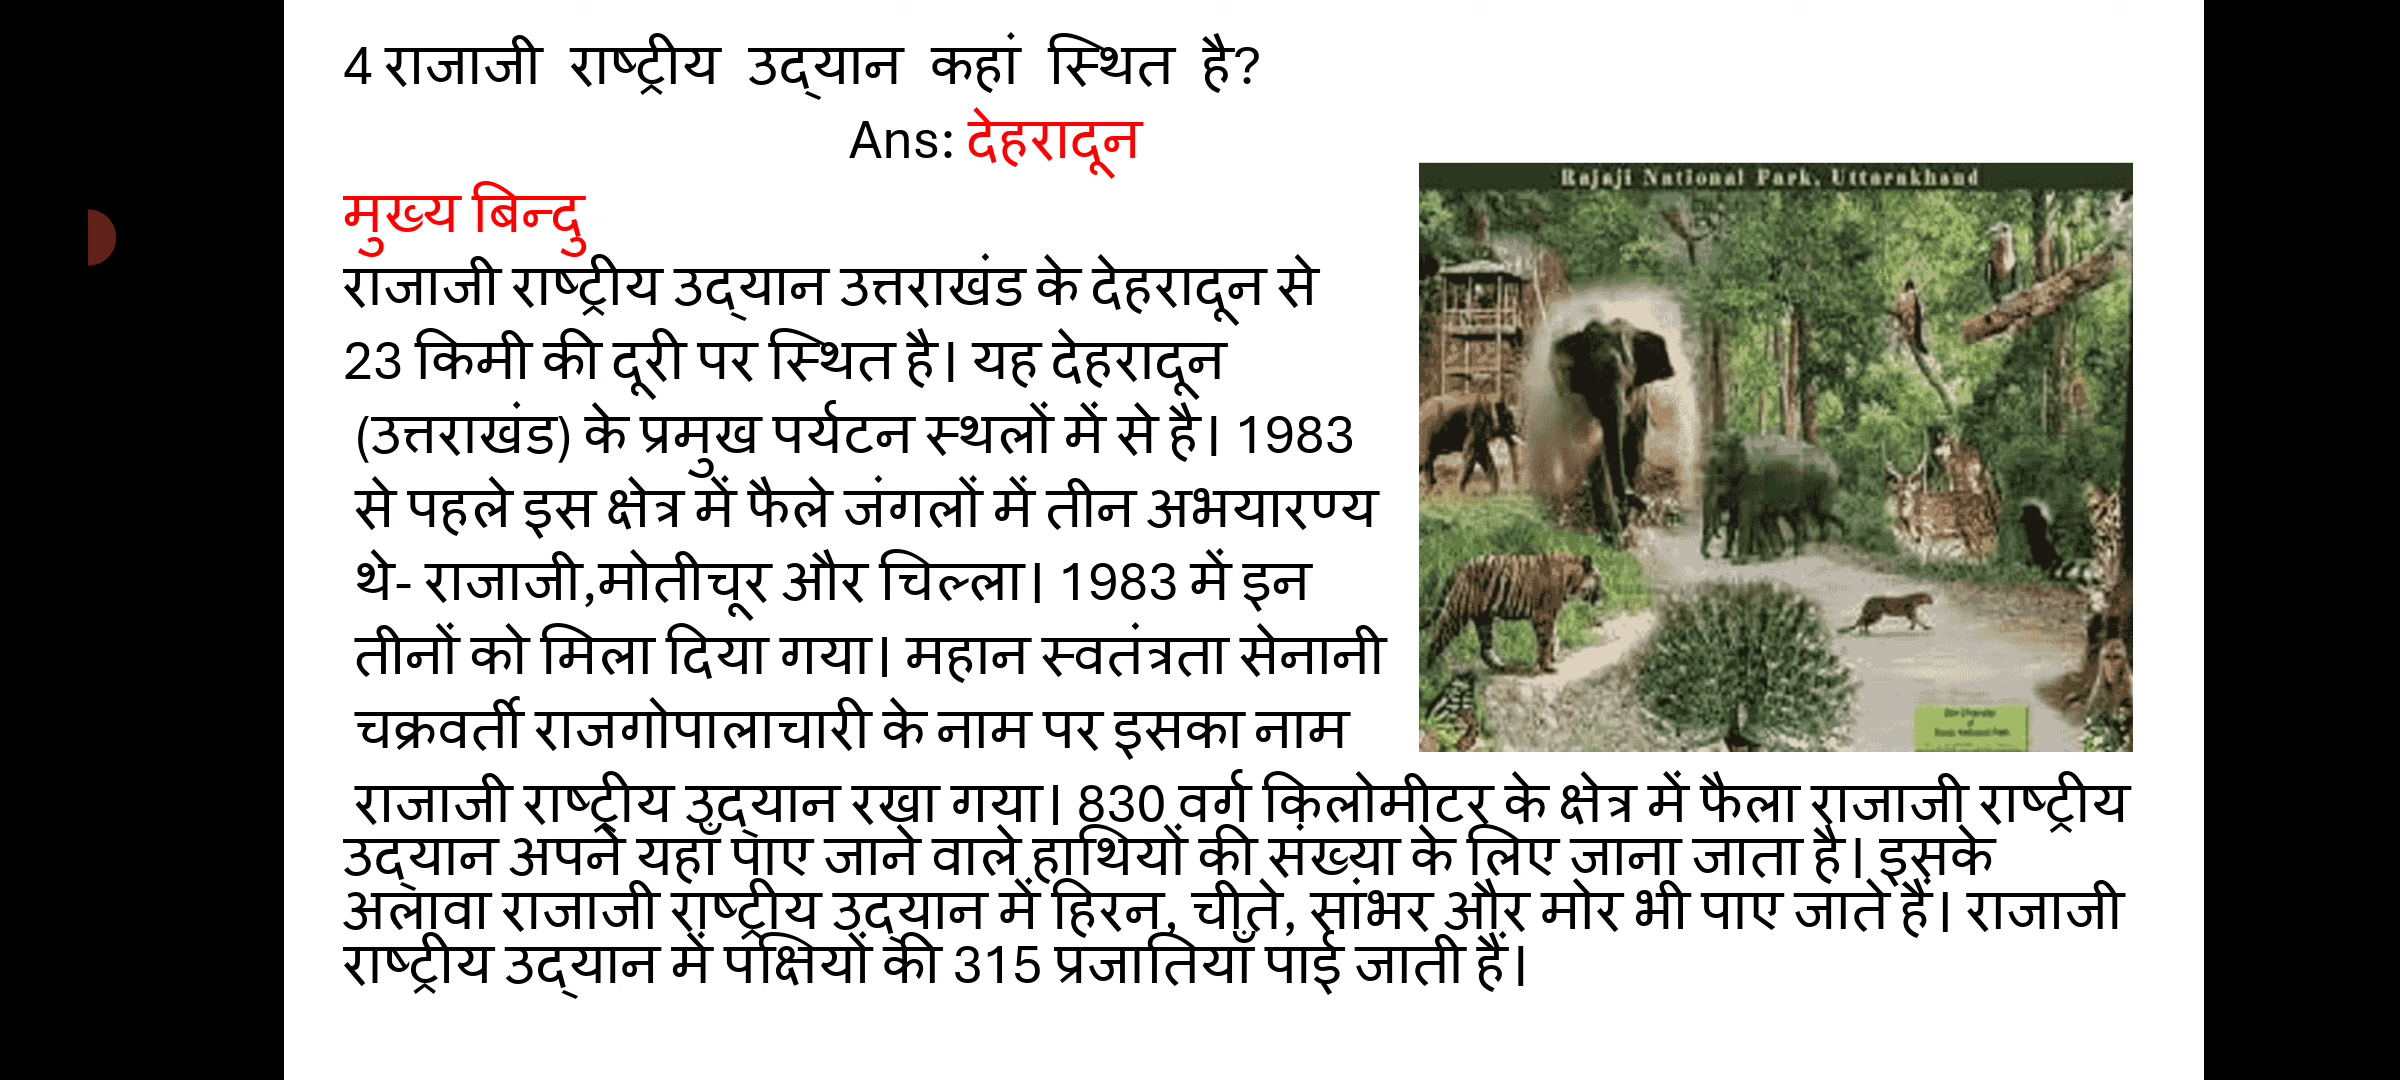 4 राजाजी राष्ट्रीय उद्यान कहां स्थित है?
Ans: देहरादून
मुख्य बिन्दु
Rajaji National Park, Uttarakhand
राजाजी राष्ट्रीय उद्यान उत्तराखंड के देहरादून से
23 किमी की दूरी पर स्थित है। यह देहरादून
(उत्तराखंड) के प्रमुख पर्यटन स्थलों में से है। 1983
से पहले इस क्षेत्र में फैले जंगलों में तीन अभयारण्य
थे- राजाजी,मोतीचूर और चिल्ला। 1983 में इन
तीनों को मिला दिया गया। महान स्वतंत्रता सेनानी
चक्रवर्ती राजगोपालाचारी के नाम पर इसका नाम
राजाजी राष्ट्रीय उद्यान रखा गया। 830 वर्ग किलोमीटर के क्षेत्र में फैला राजाजी राष्ट्रीय
उद्यान अपने यहाँ पाए जाने वाले हाथियों की संख्या के लिए जाना जाता है। इसके
अलावा राजाजी राष्ट्रीय उद्यान में हिरन, चीते, सांभर और मोर भी पाए जाते हैं। राजाजी
राष्ट्रीय उद्यान में पक्षियों की 315 प्रजातियाँ पाई जाती हैं।